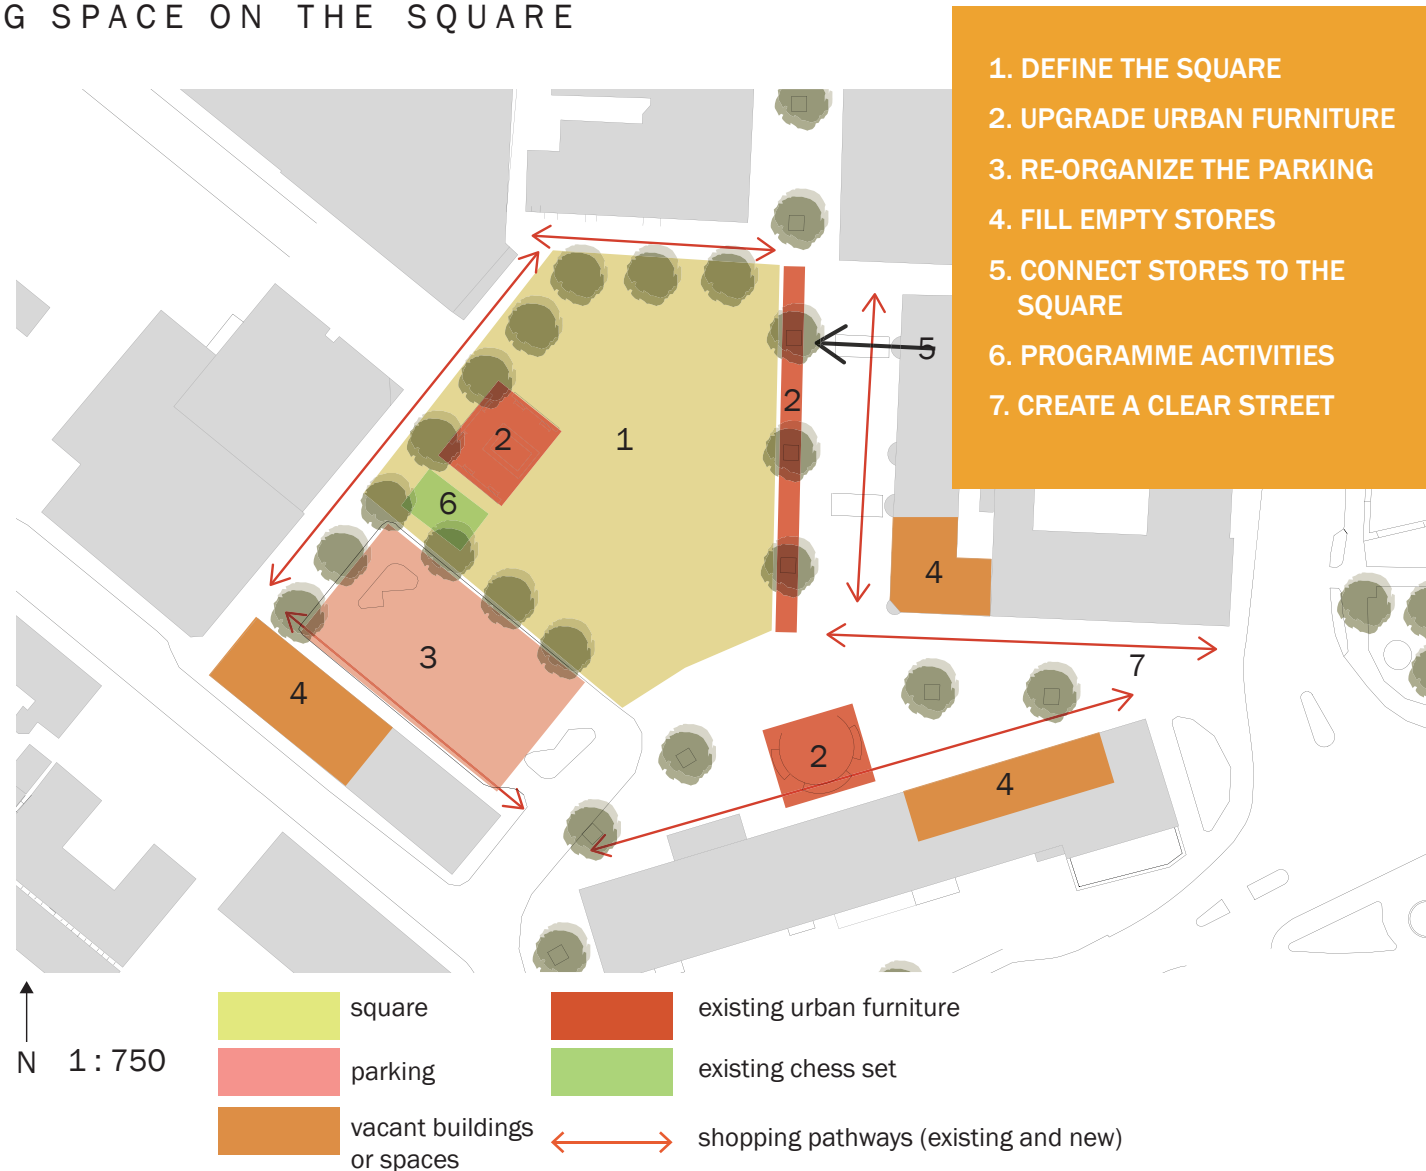 G SPACE ON THE SQUARE
1. DEFINE THE SQUARE
2. UPGRADE URBAN FURNITURE
3. RE-ORGANIZE THE PARKING
4. FILL EMPTY STORES
5. CONNECT STORES TO THE
SQUARE
6. PROGRAMME ACTIVITIES
7. CREATE A CLEAR STREET
5
2
2
1
6
4
3
7
4
2
4
N 1:750
square
parking
vacant buildings
or spaces
existing urban furniture
existing chess set
shopping pathways (existing and new)